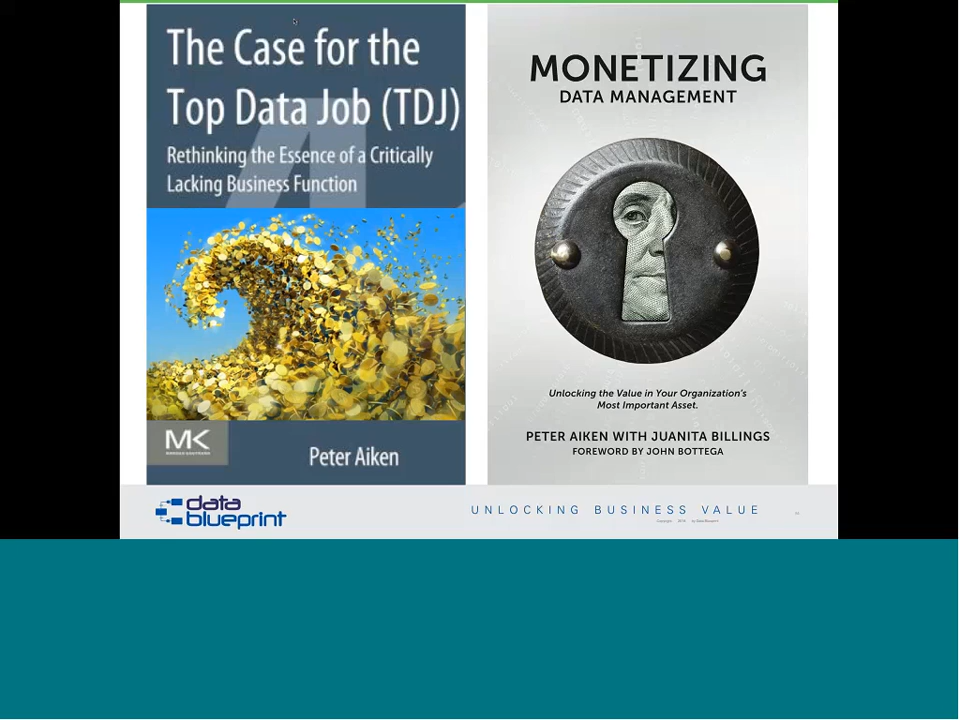 The Case for the
Top Data Job (TDJ)
Rethinking the Essence of a Critically
Lacking Business Function
MK
MORGAN KAUFMANN
Peter Aiken
MONETIZING
DATA MANAGEMENT
Unlocking the Value in Your Organization's
Most Important Asset.
PETER AIKEN WITH JUANITA BILLINGS
FOREWORD BY JOHN BOTTEGA
data
blueprint
UNLOCKING BUSINESS VALUE